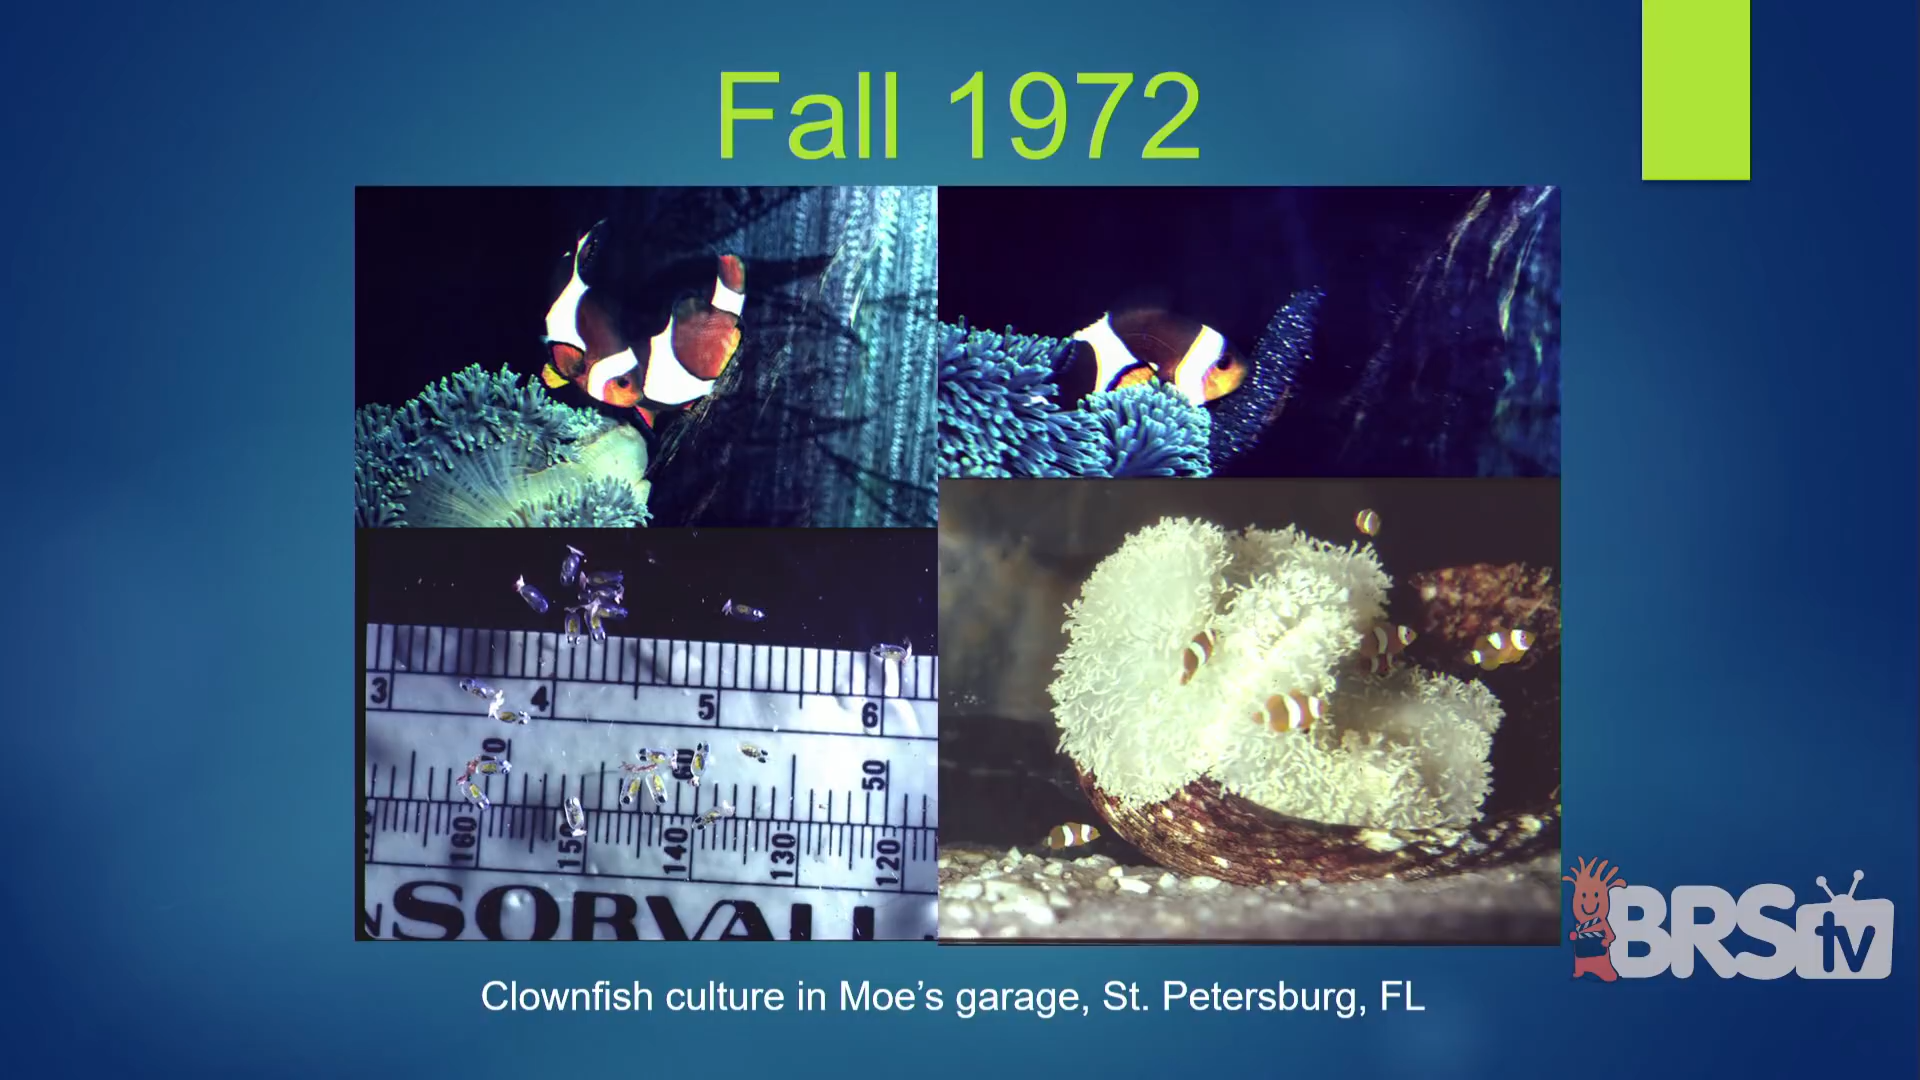 Fall 1972
3 4 5 6
60 50
160 150 140 130 120
SORVALL
Clownfish culture in Moe's garage, St. Petersburg, FL
BRS tv